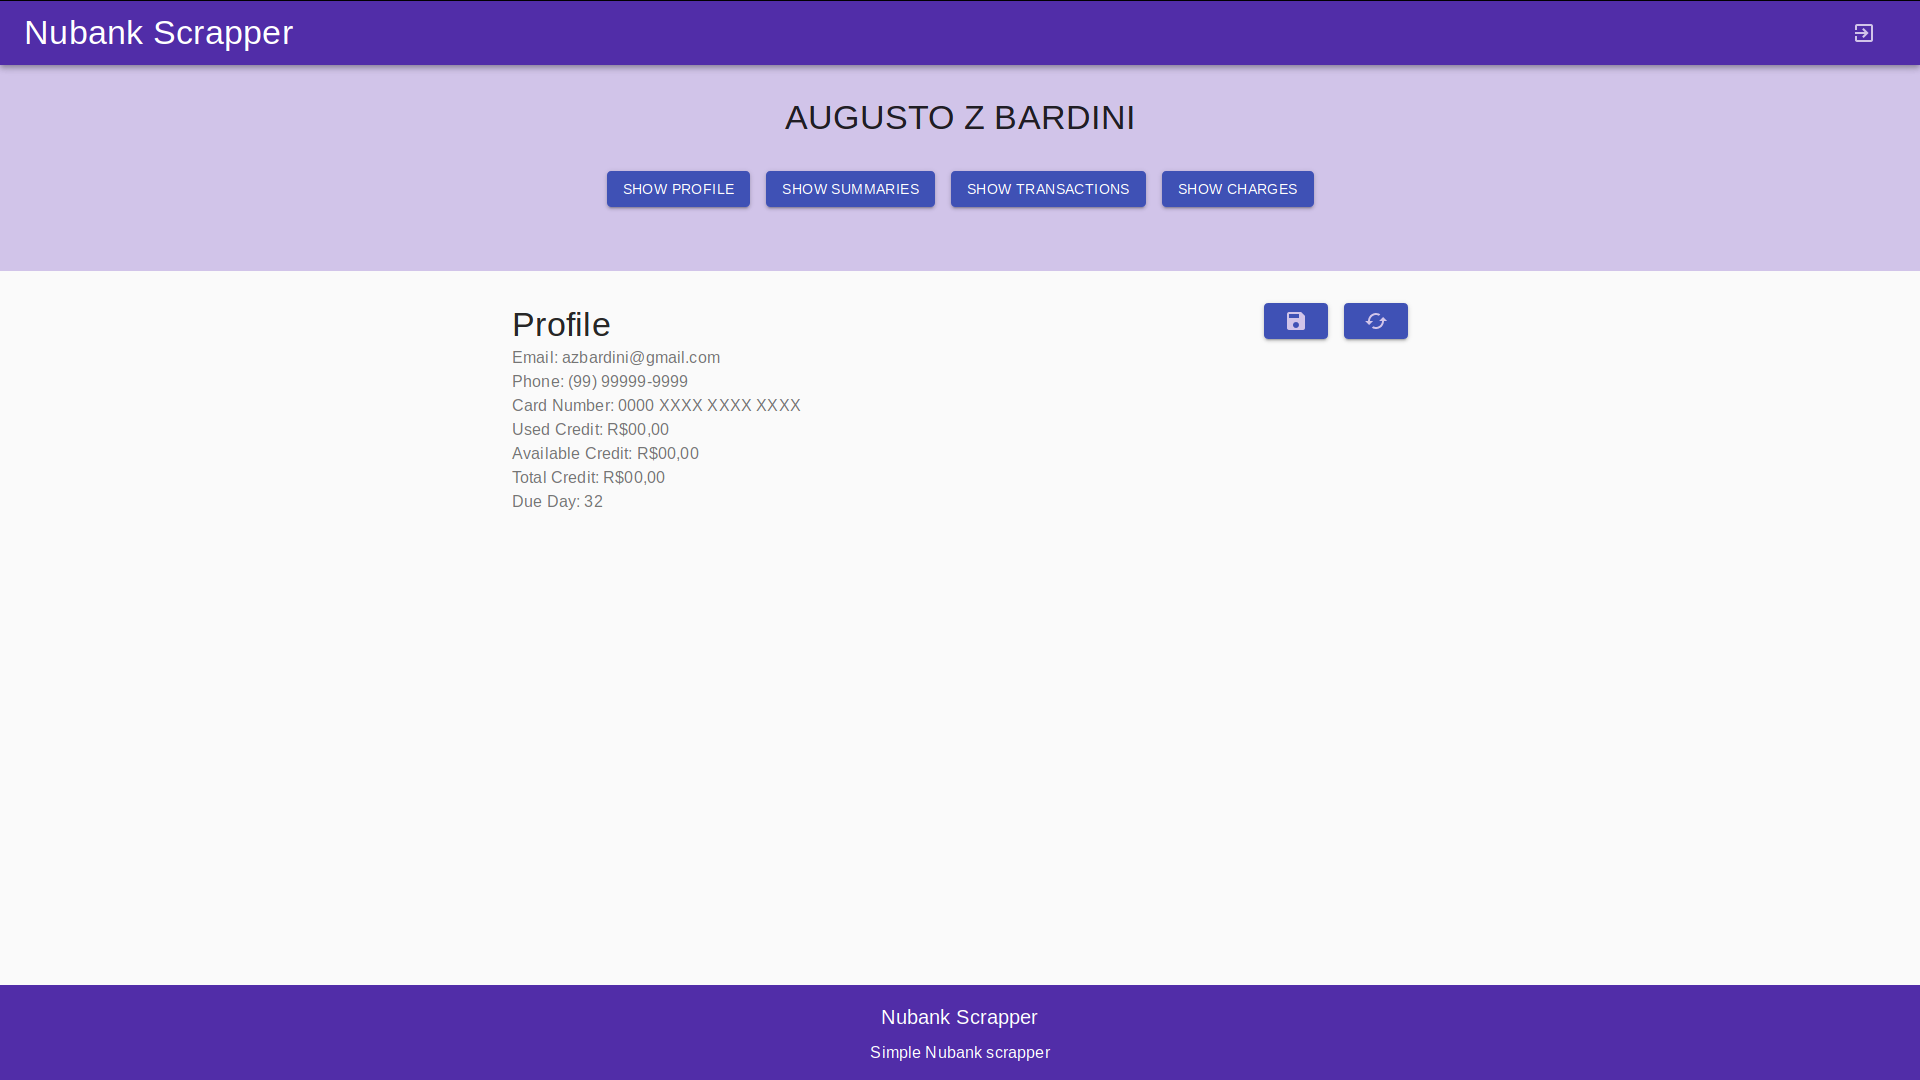 Nubank Scrapper
AUGUSTO Z BARDINI
SHOW PROFILE SHOW SUMMARIES SHOW TRANSACTIONS SHOW CHARGES
Profile
Email: azbardini@gmail.com
Phone: (99) 99999-9999
Card Number: 0000 XXXX XXXX XXXX
Used Credit: R$00,00
Available Credit: R$00,00
Total Credit: R$00,00
Due Day: 32
Nubank Scrapper
Simple Nubank scrapper